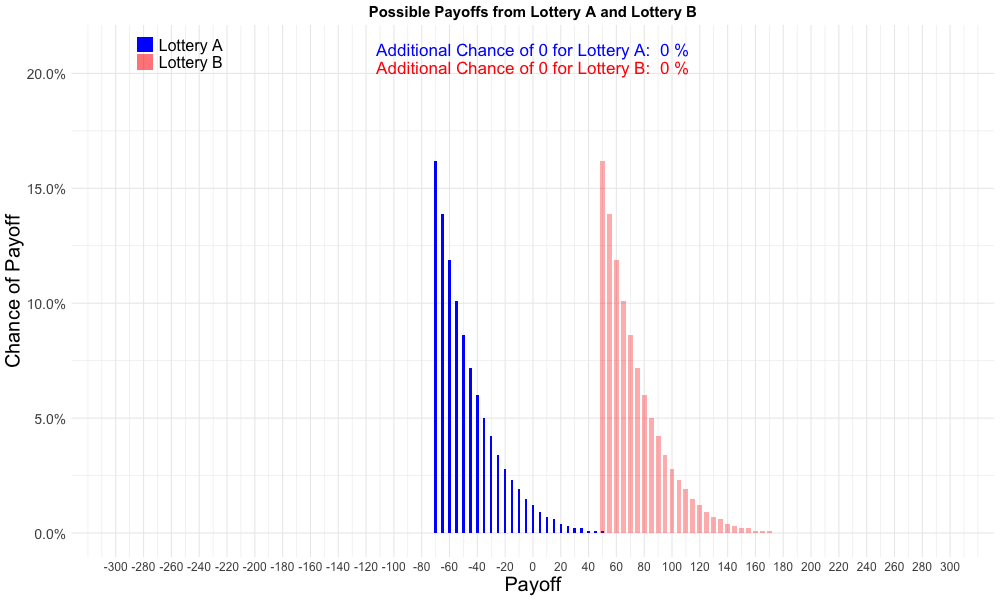 Possible Payoffs from Lottery A and Lottery B
Lottery A
Lottery B
Additional Chance of 0 for Lottery A:  0 %
Additional Chance of 0 for Lottery B:  0 %
Chance of Payoff
20.0%
15.0%
10.0%
5.0%
0.0%
-300 -280 -260 -240 -220 -200 -180 -160 -140 -120 -100 -80 -60 -40 -20 0 20 40 60 80 100 120 140 160 180 200 220 240 260 280 300
Payoff